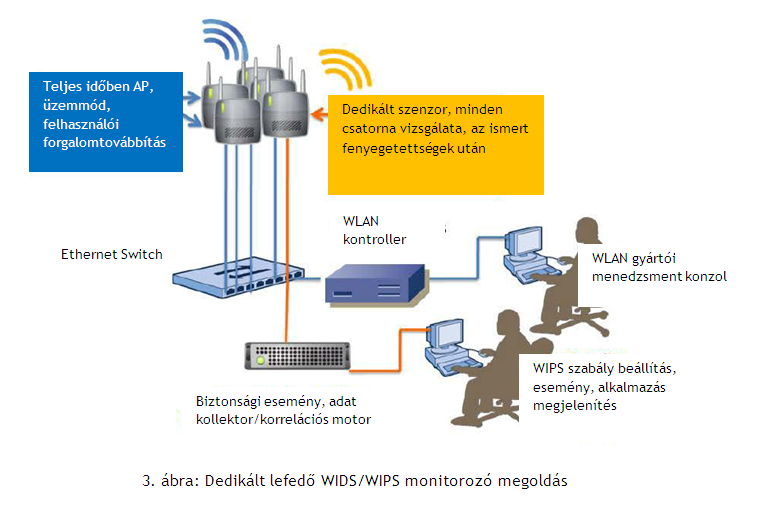 Teljes időben AP,
üzemmód,
felhasználói
forgalomtovábbítás
Dedikált szenzor, minden
csatorna vizsgálata, az ismert
fenyegetettségek után
WLAN
kontroller
Ethernet Switch
WLAN gyártói
menedzsment konzol
WIPS szabály beállítás,
esemény, alkalmazás
megjelenítés
Biztonsági esemény, adat
kollektor/korrelációs motor
3. ábra: Dedikált lefedő WIDS/WIPS monitorozó megoldás